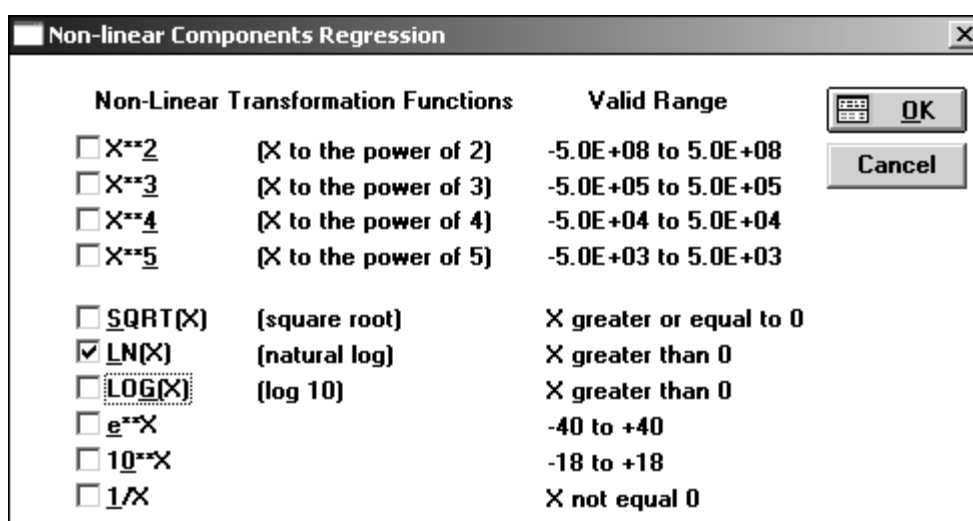 Non-linear Components Regression
Non-Linear Transformation Functions Valid Range
X**2 (X to the power of 2) -5.0E+08 to 5.0E+08
X**3 (X to the power of 3) -5.0E+05 to 5.0E+05
X**4 (X to the power of 4) -5.0E+04 to 5.0E+04
X**5 (X to the power of 5) -5.0E+03 to 5.0E+03
SQRT(X) (square root) X greater or equal to 0
LN(X) (natural log) X greater than 0
LOG(X) (log 10) X greater than 0
e**X -40 to +40
10**X -18 to +18
1/X X not equal 0
OK
Cancel